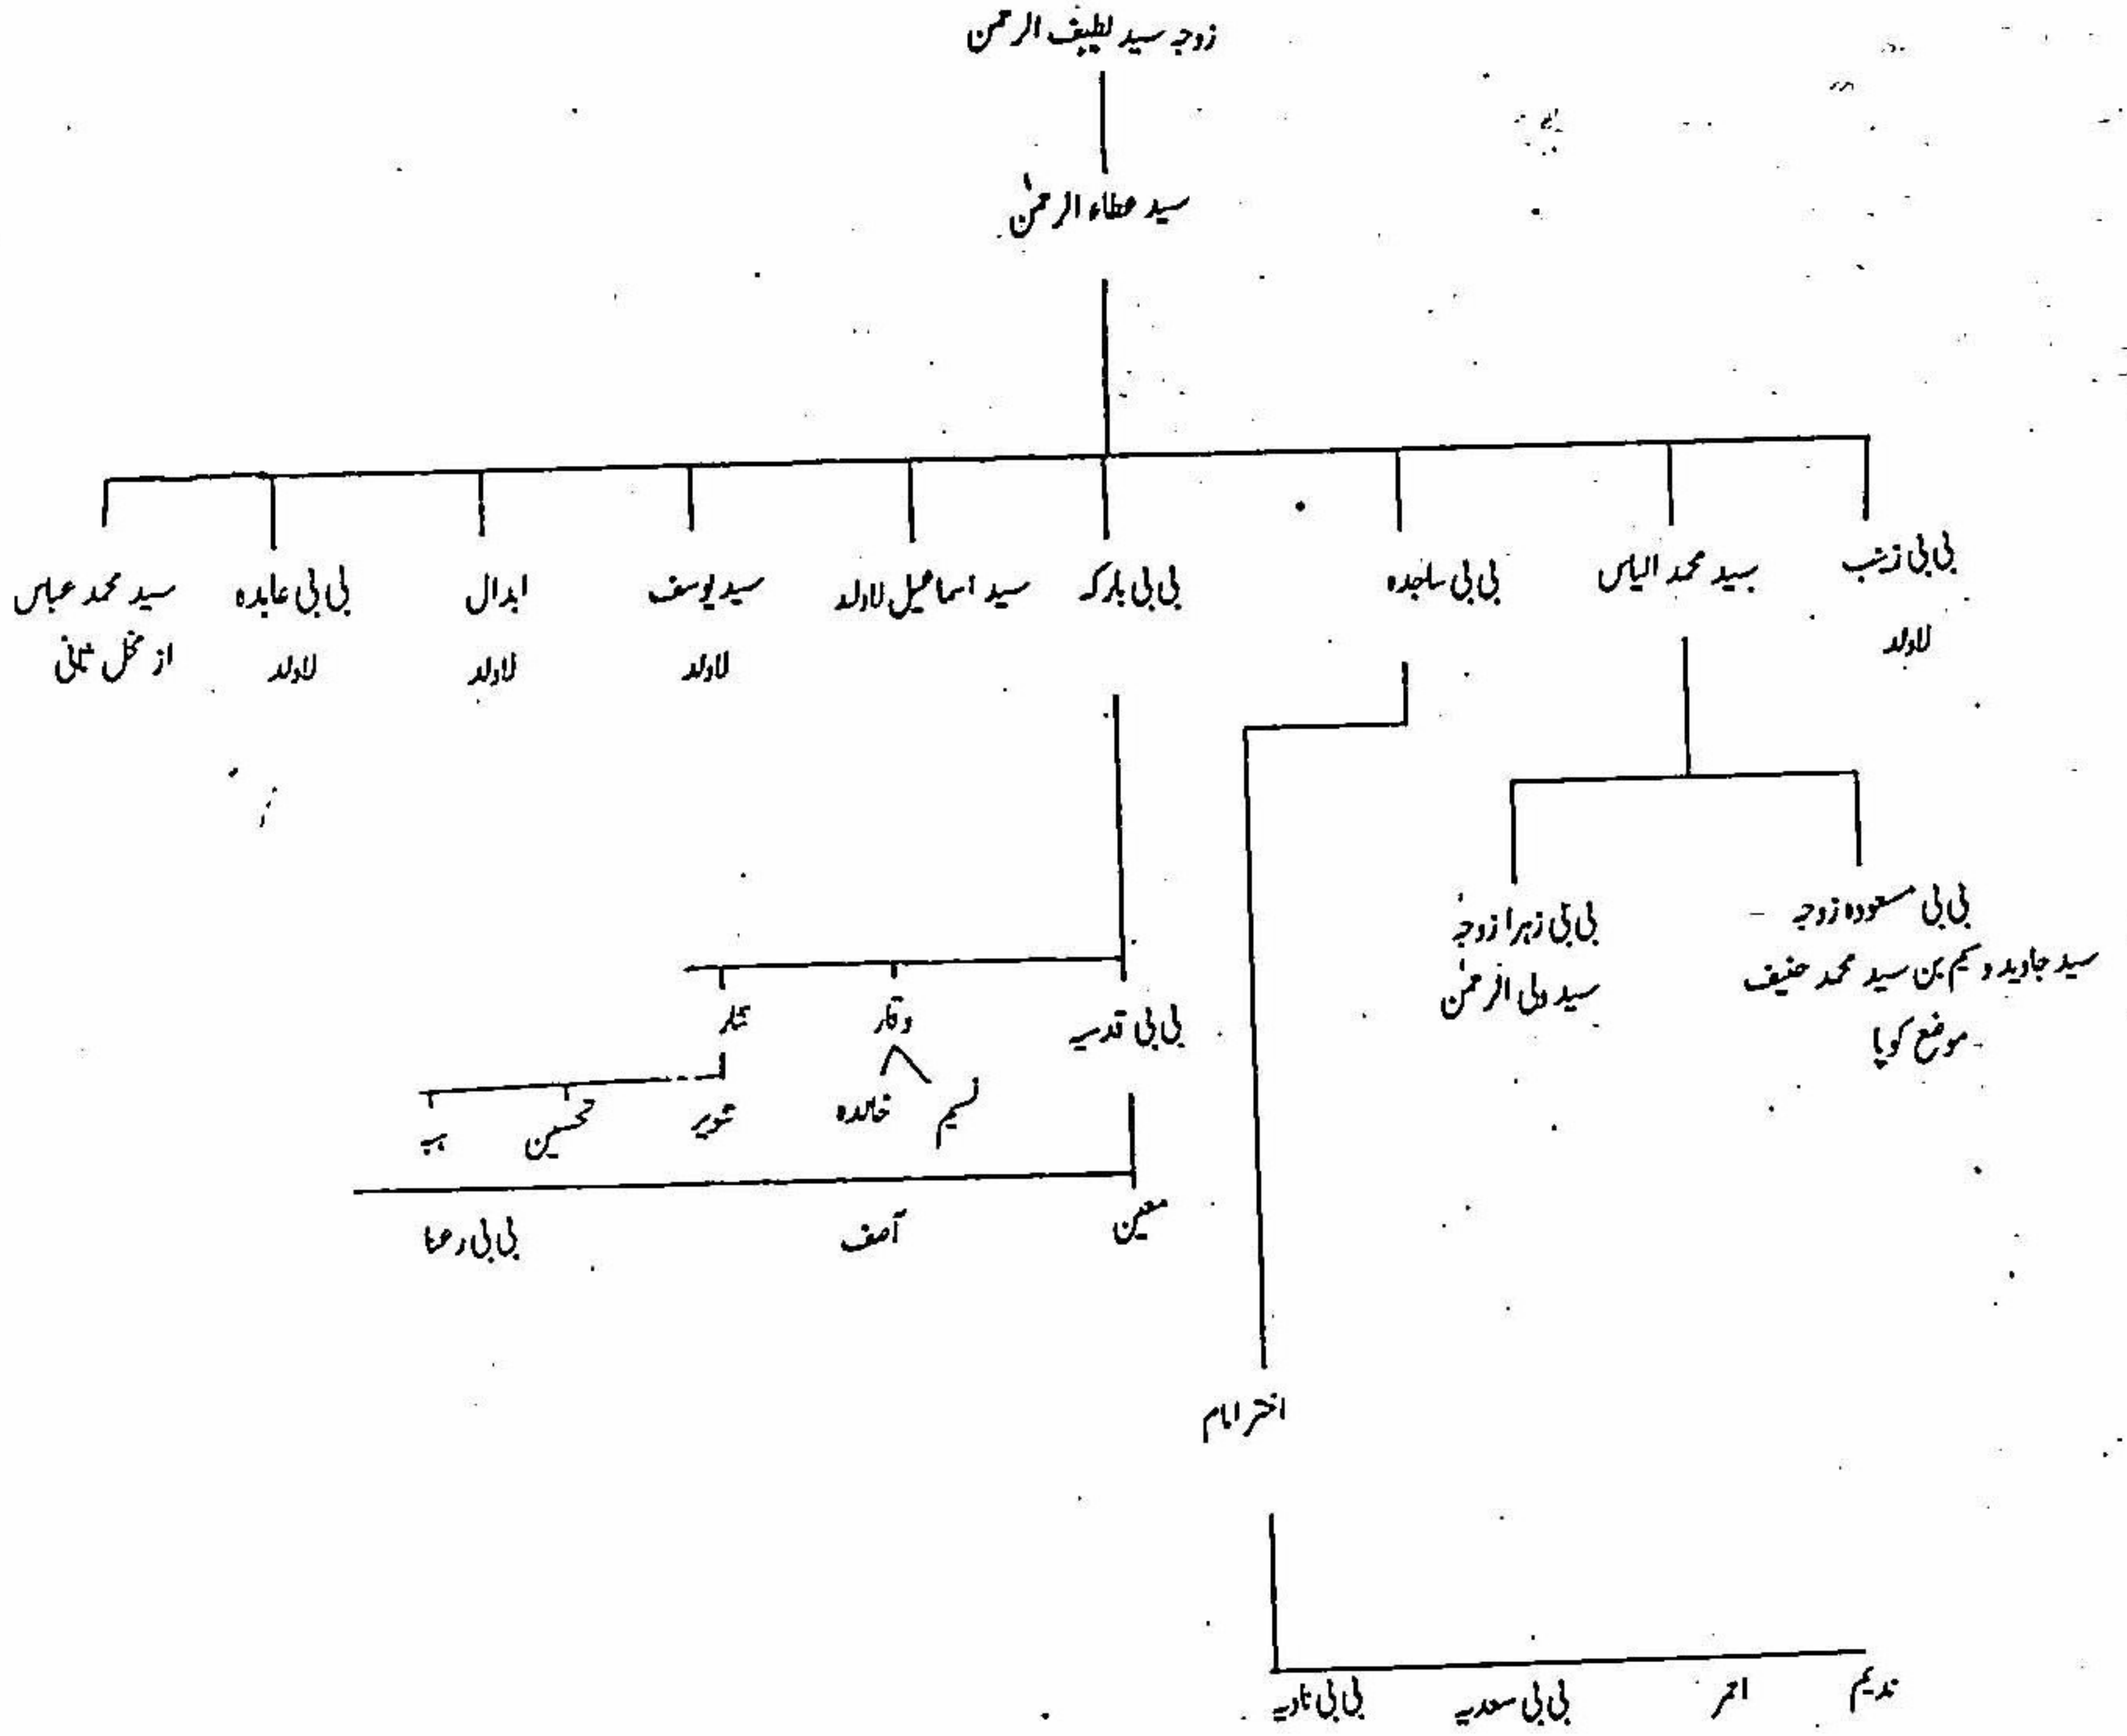 زوجہ سید لطیف الرحمن
سید عطاء الرحمٰن
بی بی زینب
لاولد
سید محمد الیاس
بی بی ساجدہ
بی بی بارکہ
سید اسماعیل لاولد
سید یوسف
لاولد
ابدال
لاولد
بی بی عابدہ
لاولد
سید محمد عباس
از محل ثانی
بی بی مسعودہ زوجہ
سید جاوید وسیم بن سید محمد حنیف
موضع کوپا
بی بی زہرا زوجہ
سید ولی الرحمٰن
بی بی قدسیہ
وقار
نثار
نسیم
خالدہ
تنویر
تحسین
معین
آصف
بی بی رعنا
اختر امام
ندیم
احمر
بی بی سعدیہ
بی بی نادیہ